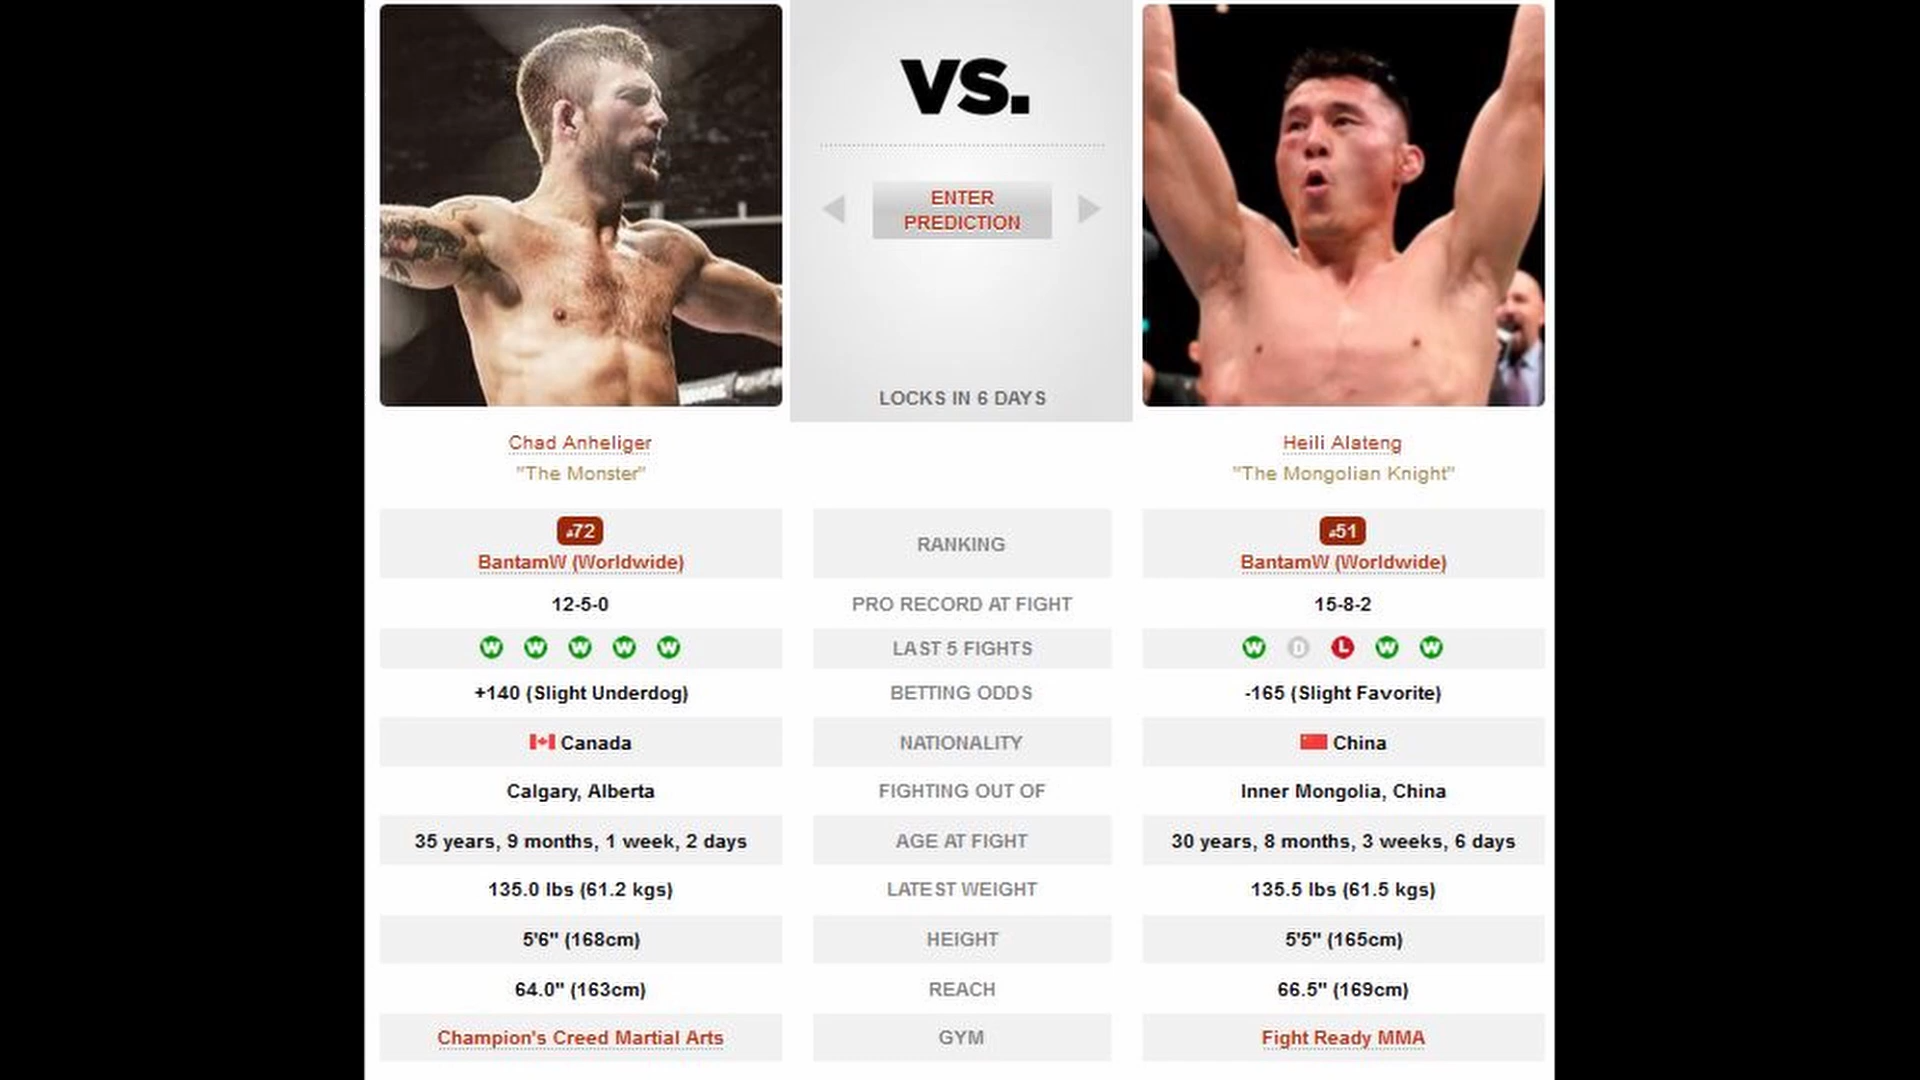 VS.
ENTER
PREDICTION
LOCKS IN 6 DAYS
Chad Anheliger
"The Monster"
Heili Alateng
"The Mongolian Knight"
#72
BantamW (Worldwide)
RANKING
#51
BantamW (Worldwide)
12-5-0
PRO RECORD AT FIGHT
15-8-2
W W W W W
LAST 5 FIGHTS
W D L W W
+140 (Slight Underdog)
BETTING ODDS
-165 (Slight Favorite)
Canada
NATIONALITY
China
Calgary, Alberta
FIGHTING OUT OF
Inner Mongolia, China
35 years, 9 months, 1 week, 2 days
AGE AT FIGHT
30 years, 8 months, 3 weeks, 6 days
135.0 lbs (61.2 kgs)
LATEST WEIGHT
135.5 lbs (61.5 kgs)
5'6" (168cm)
HEIGHT
5'5" (165cm)
64.0" (163cm)
REACH
66.5" (169cm)
Champion's Creed Martial Arts
GYM
Fight Ready MMA